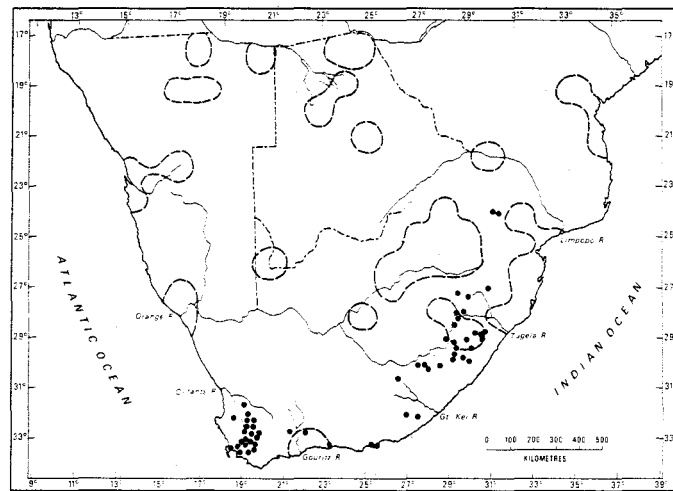 11° 13° 15° 17° 19° 21° 23° 25° 27° 29° 31° 33° 35° 37°
17° 17°
19° 19°
21° 21°
23° 23°
25° 25°
27° 27°
29° 29°
31° 31°
33° 33°
Limpopo R
ATLANTIC OCEAN
INDIAN OCEAN
Orange R
Tugela R
Olifants R
Gt. Kei R
Gouritz R
0 100 200 300 400 500
KILOMETRES
9° 11° 13° 15° 17° 19° 21° 23° 25° 27° 29° 31° 33° 35° 37° 39°